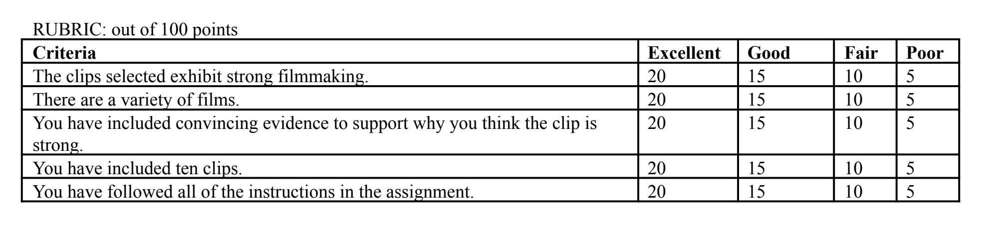 RUBRIC: out of 100 points
Criteria Excellent Good Fair Poor
The clips selected exhibit strong filmmaking. 20 15 10 5
There are a variety of films. 20 15 10 5
You have included convincing evidence to support why you think the clip is 20 15 10 5
strong.
You have included ten clips. 20 15 10 5
You have followed all of the instructions in the assignment. 20 15 10 5